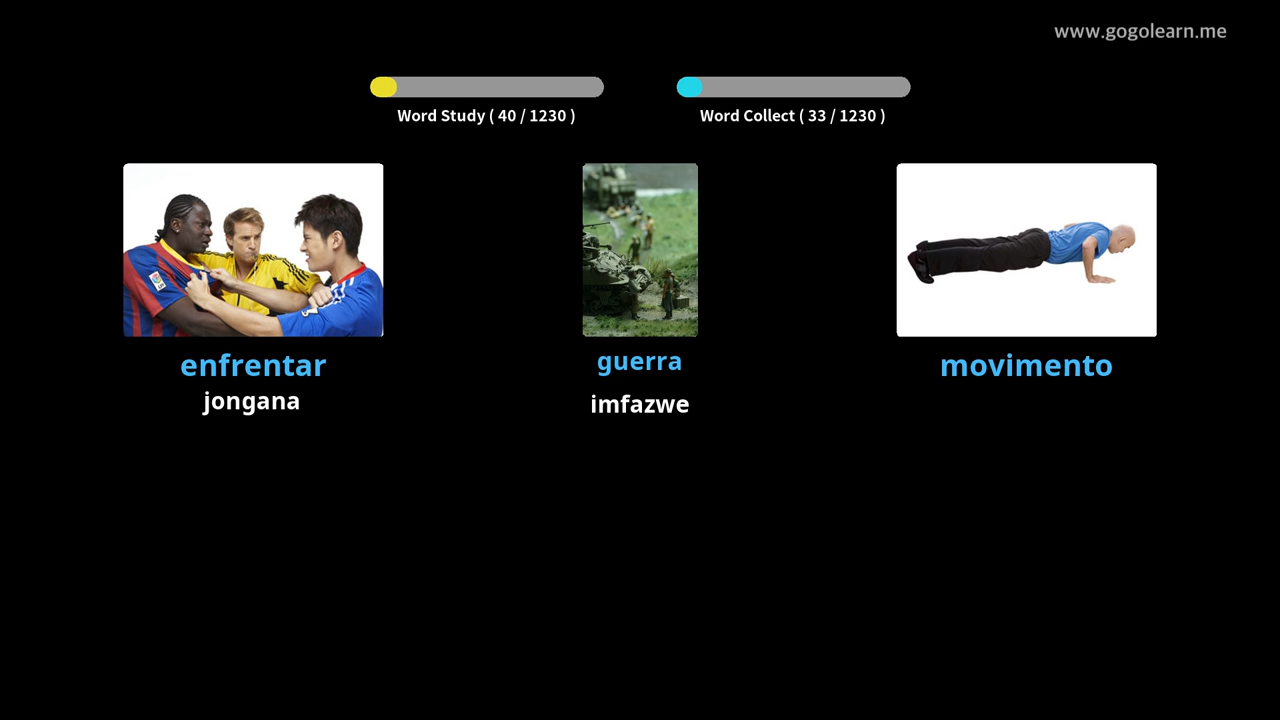 www.gogolearn.me
Word Study ( 40 / 1230 )
Word Collect ( 33 / 1230 )
enfrentar
jongana
guerra
imfazwe
movimento